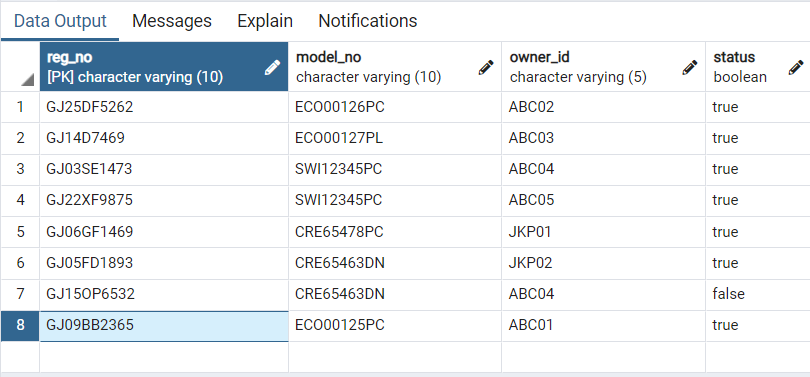 Data Output Messages Explain Notifications
reg_no model_no owner_id status
[PK] character varying (10) character varying (10) character varying (5) boolean
1 GJ25DF5262 ECO00126PC ABC02 true
2 GJ14D7469 ECO00127PL ABC03 true
3 GJ03SE1473 SWI12345PC ABC04 true
4 GJ22XF9875 SWI12345PC ABC05 true
5 GJ06GF1469 CRE65478PC JKP01 true
6 GJ05FD1893 CRE65463DN JKP02 true
7 GJ15OP6532 CRE65463DN ABC04 false
8 GJ09BB2365 ECO00125PC ABC01 true